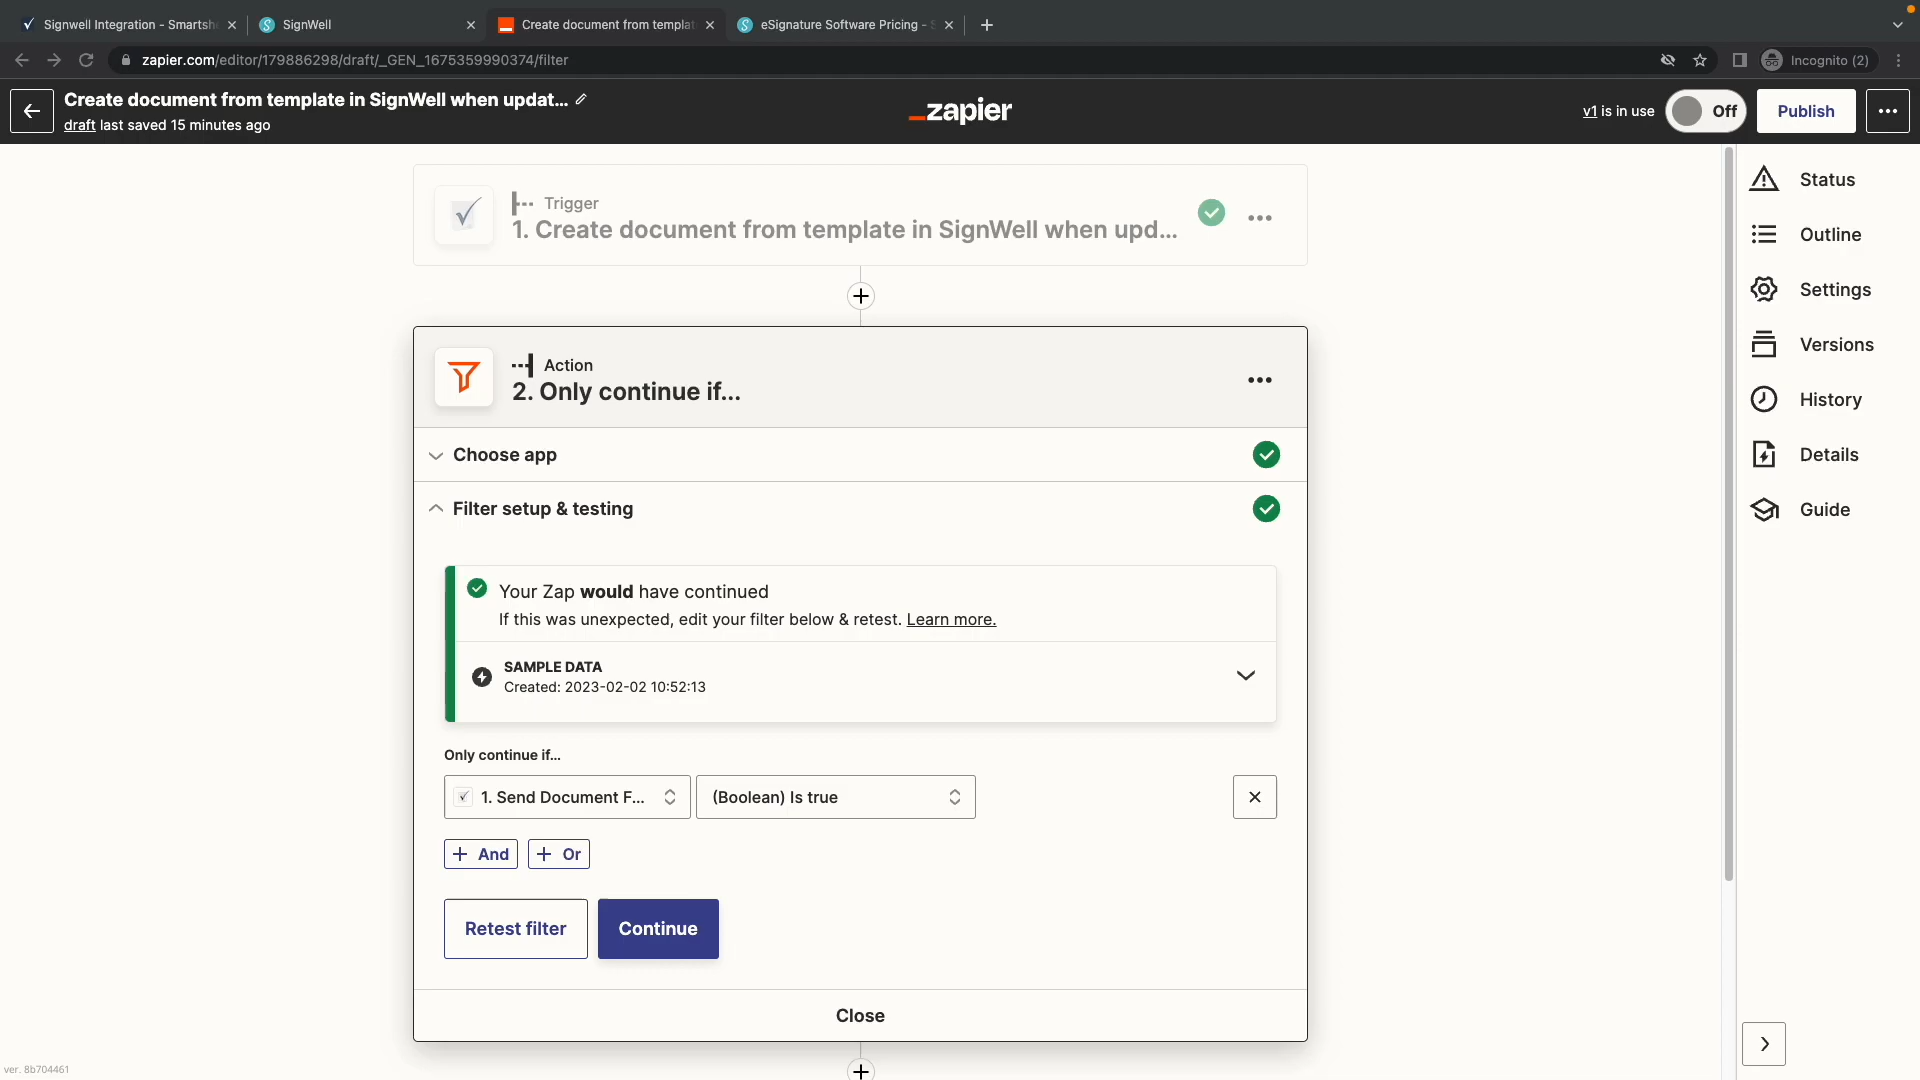 Signwell Integration - Smartsh
SignWell
Create document from templat
eSignature Software Pricing - S
zapier.com/editor/179886298/draft/_GEN_1675359990374/filter
Incognito (2)
Create document from template in SignWell when updat...
draft last saved 15 minutes ago
_zapier
v1 is in use
Off
Publish
Trigger
1. Create document from template in SignWell when upd...
Action
2. Only continue if...
Choose app
Filter setup & testing
Your Zap would have continued
If this was unexpected, edit your filter below & retest. Learn more.
SAMPLE DATA
Created: 2023-02-02 10:52:13
Only continue if...
1. Send Document F...
(Boolean) Is true
+ And
+ Or
Retest filter
Continue
Close
Status
Outline
Settings
Versions
History
Details
Guide
ver. 8b704461